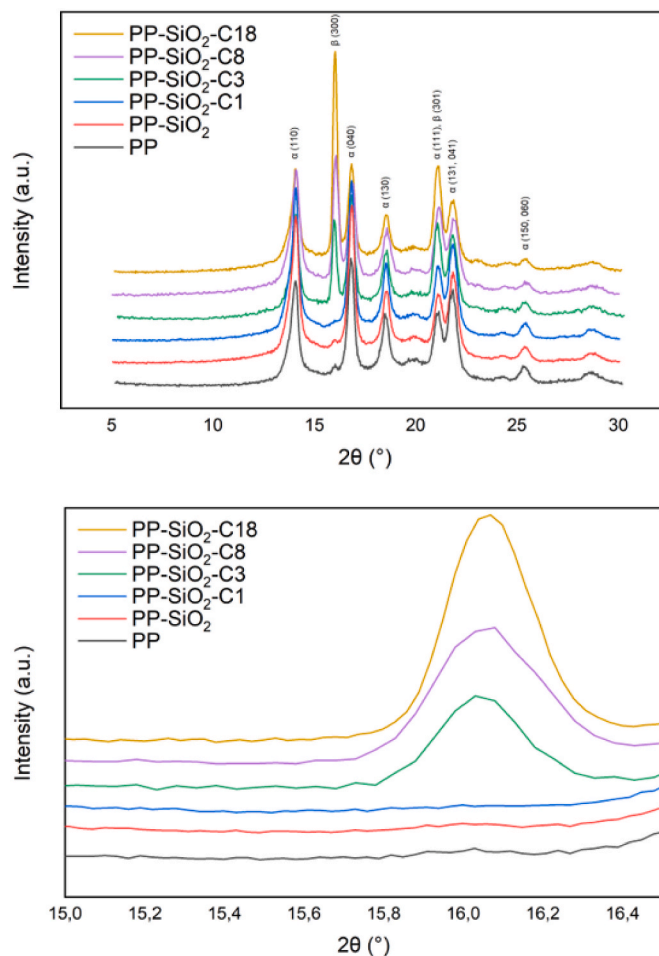 PP-SiO₂-C18
PP-SiO₂-C8
PP-SiO₂-C3
PP-SiO₂-C1
PP-SiO₂
PP
α (110)
β (300)
α (040)
α (130)
α (111), β (301)
α (131, 041)
α (150, 060)
Intensity (a.u.)
5 10 15 20 25 30
2θ (°)
PP-SiO₂-C18
PP-SiO₂-C8
PP-SiO₂-C3
PP-SiO₂-C1
PP-SiO₂
PP
Intensity (a.u.)
15,0 15,2 15,4 15,6 15,8 16,0 16,2 16,4
2θ (°)